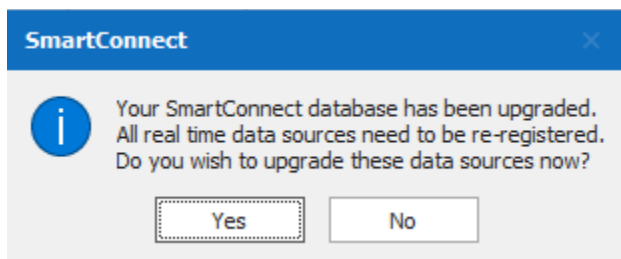 SmartConnect
Your SmartConnect database has been upgraded.
All real time data sources need to be re-registered.
Do you wish to upgrade these data sources now?
Yes
No